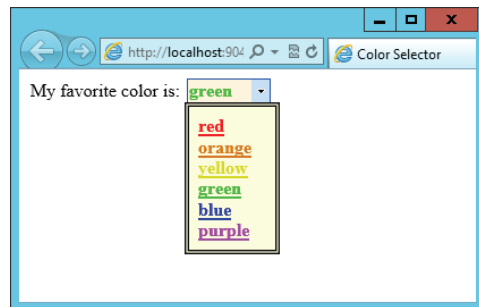 http://localhost:904
Color Selector
My favorite color is: green
red
orange
yellow
green
blue
purple